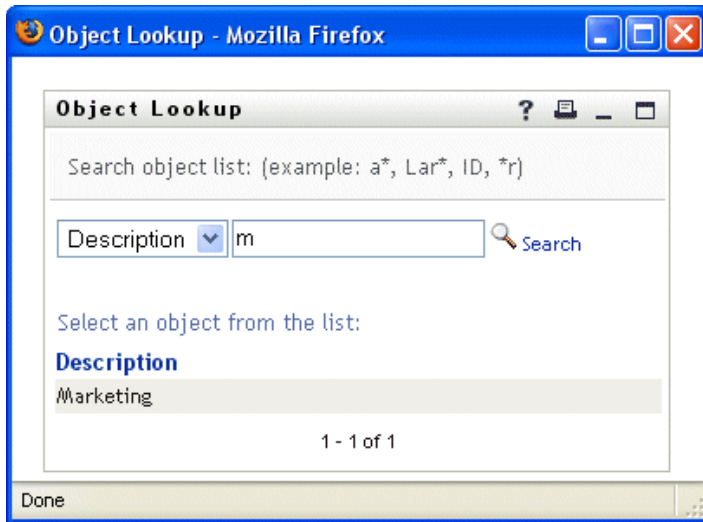 Object Lookup - Mozilla Firefox
Object Lookup ?
Search object list: (example: a*, Lar*, ID, *r)
Description m Search
Select an object from the list:
Description
Marketing
1 - 1 of 1
Done